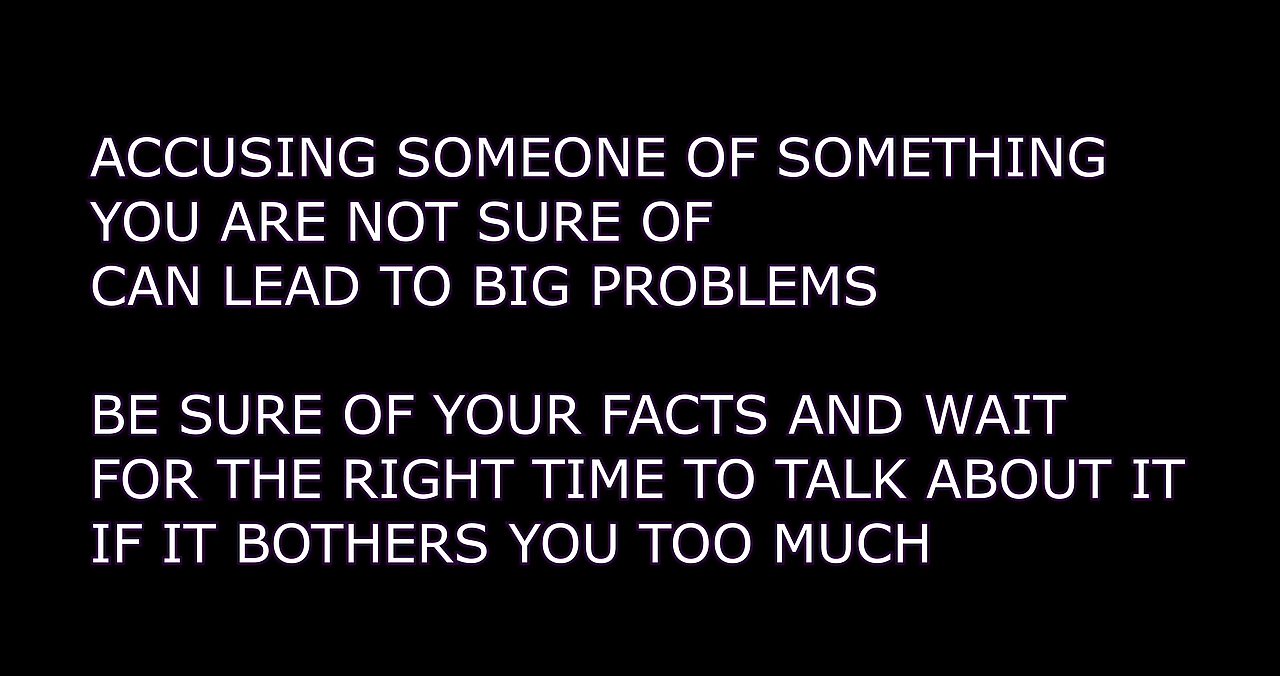 ACCUSING SOMEONE OF SOMETHING
YOU ARE NOT SURE OF
CAN LEAD TO BIG PROBLEMS
BE SURE OF YOUR FACTS AND WAIT
FOR THE RIGHT TIME TO TALK ABOUT IT
IF IT BOTHERS YOU TOO MUCH